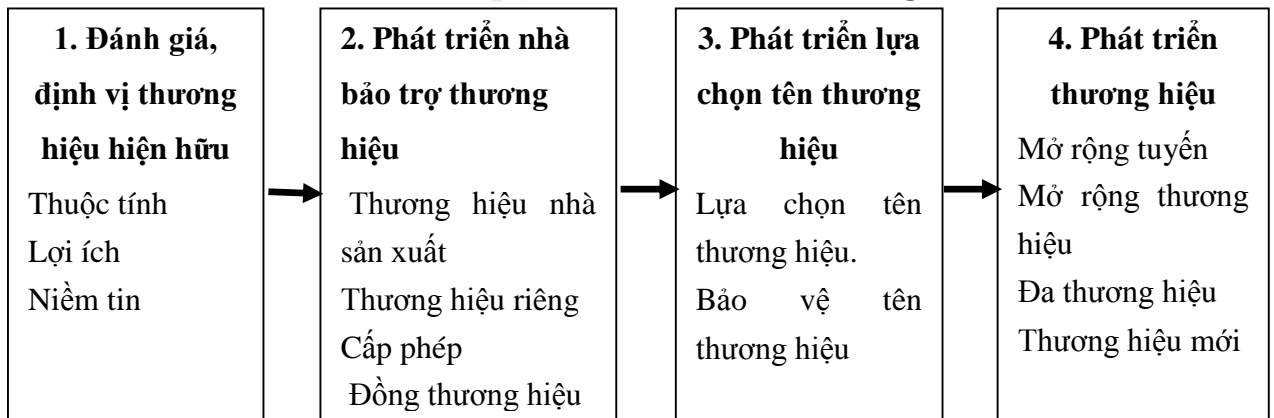 1. Đánh giá,
định vị thương
hiệu hiện hữu
Thuộc tính
Lợi ích
Niềm tin
2. Phát triển nhà
bảo trợ thương
hiệu
Thương hiệu nhà
sản xuất
Thương hiệu riêng
Cấp phép
Đồng thương hiệu
3. Phát triển lựa
chọn tên thương
hiệu
Lựa chọn tên
thương hiệu.
Bảo vệ tên
thương hiệu
4. Phát triển
thương hiệu
Mở rộng tuyến
Mở rộng thương
hiệu
Đa thương hiệu
Thương hiệu mới